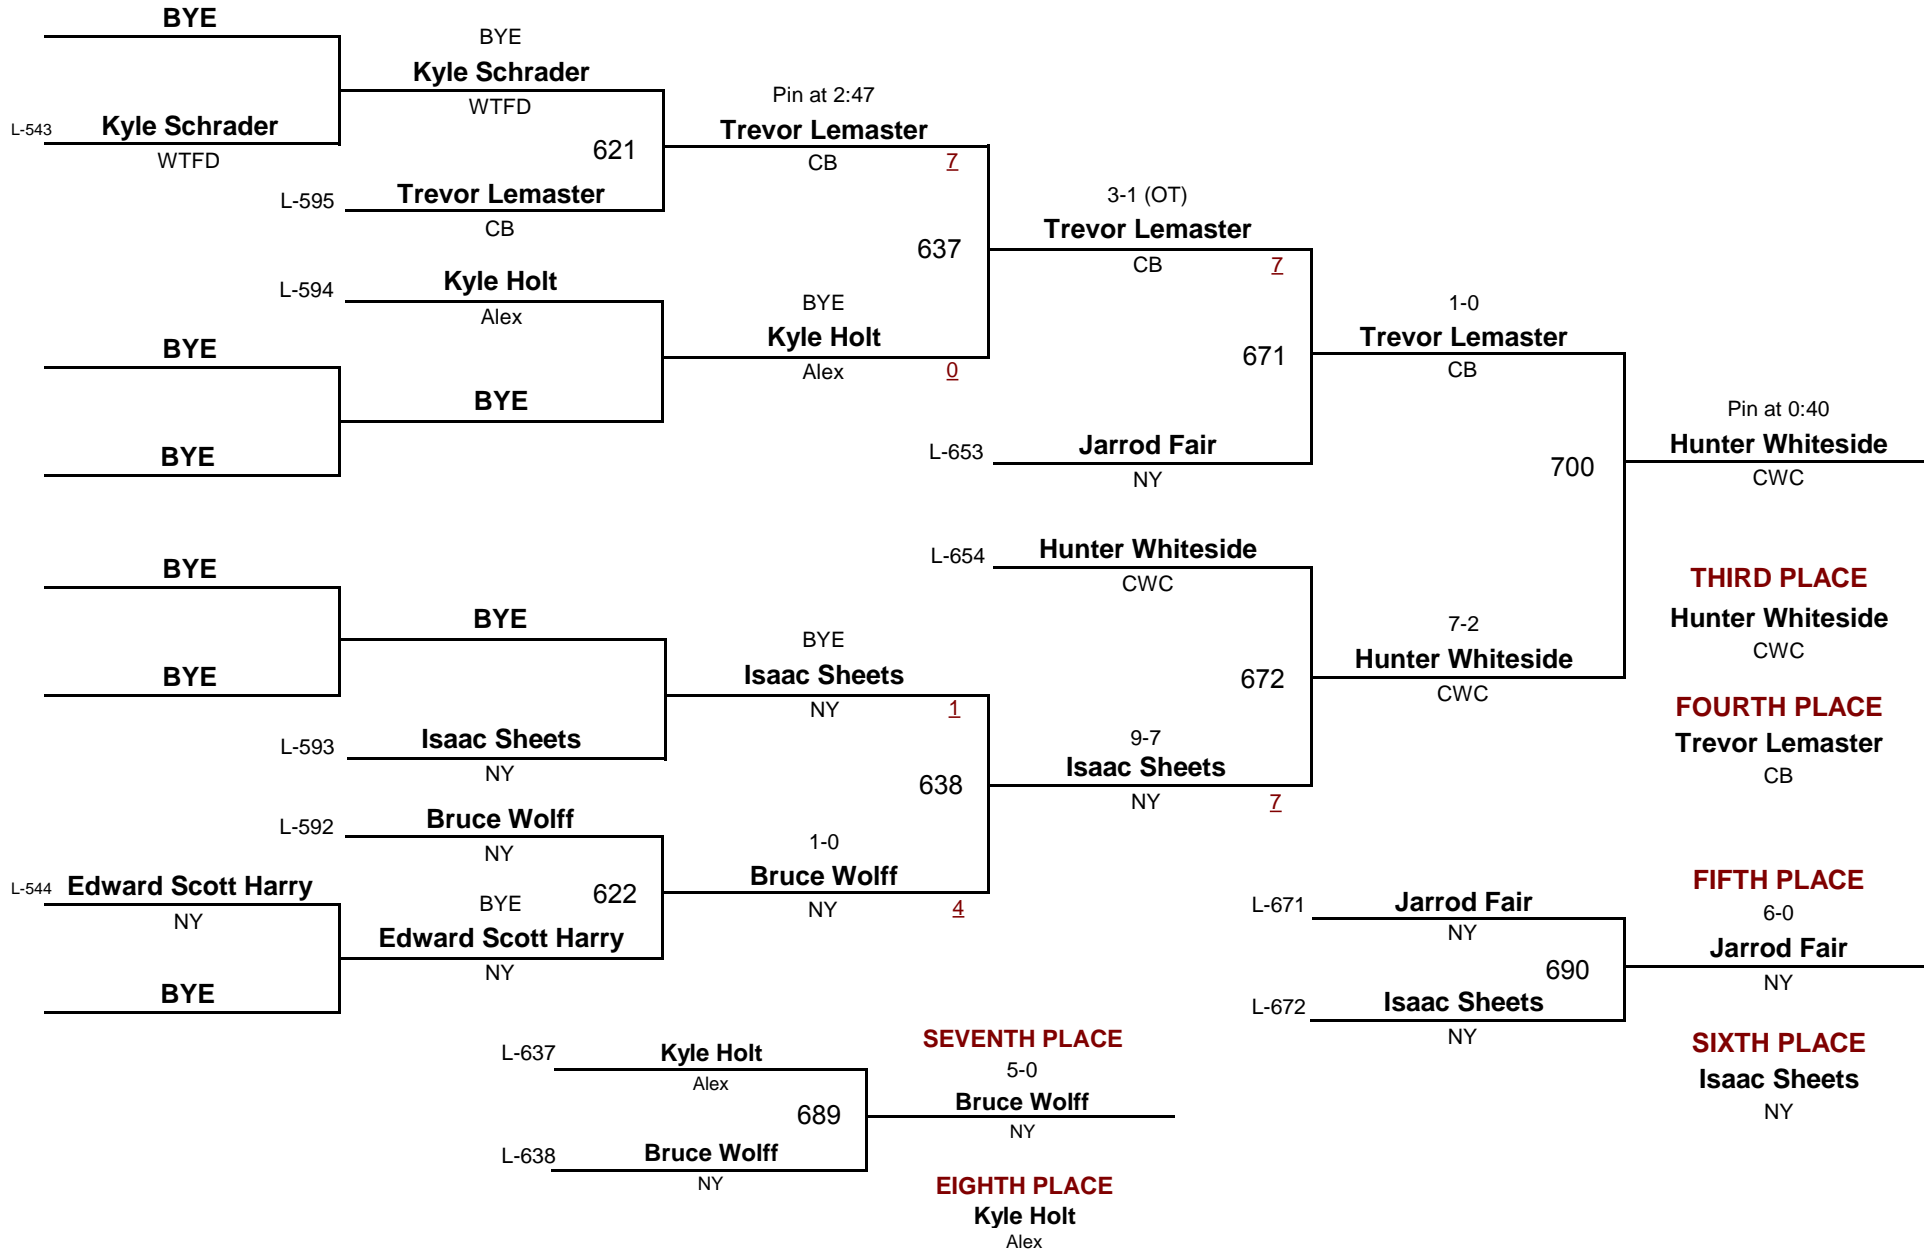 BYE
L-543 Kyle Schrader
WTFD
BYE
Kyle Schrader
WTFD
621
L-595 Trevor Lemaster
CB
L-594 Kyle Holt
Alex
BYE
BYE
BYE
Pin at 2:47
Trevor Lemaster
CB 7
637
BYE
Kyle Holt
Alex 0
3-1 (OT)
Trevor Lemaster
CB 7
671
L-653 Jarrod Fair
NY
1-0
Trevor Lemaster
CB
700
Pin at 0:40
Hunter Whiteside
CWC
BYE
BYE
BYE
L-593 Isaac Sheets
NY
L-592 Bruce Wolff
NY
622
L-544 Edward Scott Harry
NY
BYE
BYE
Edward Scott Harry
NY
BYE
Isaac Sheets
NY 1
638
1-0
Bruce Wolff
NY 4
L-654 Hunter Whiteside
CWC
672
9-7
Isaac Sheets
NY 7
7-2
Hunter Whiteside
CWC
THIRD PLACE
Hunter Whiteside
CWC
FOURTH PLACE
Trevor Lemaster
CB
L-671 Jarrod Fair
NY
690
L-672 Isaac Sheets
NY
FIFTH PLACE
6-0
Jarrod Fair
NY
SIXTH PLACE
Isaac Sheets
NY
L-637 Kyle Holt
Alex
689
L-638 Bruce Wolff
NY
SEVENTH PLACE
5-0
Bruce Wolff
NY
EIGHTH PLACE
Kyle Holt
Alex